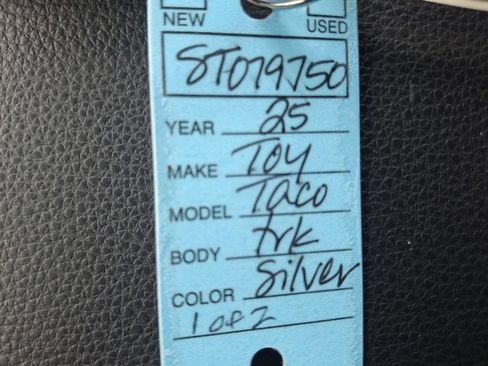 NEW USED
ST079750
YEAR 25
MAKE TOY
MODEL Taco
BODY trk
COLOR Silver
1 of 2